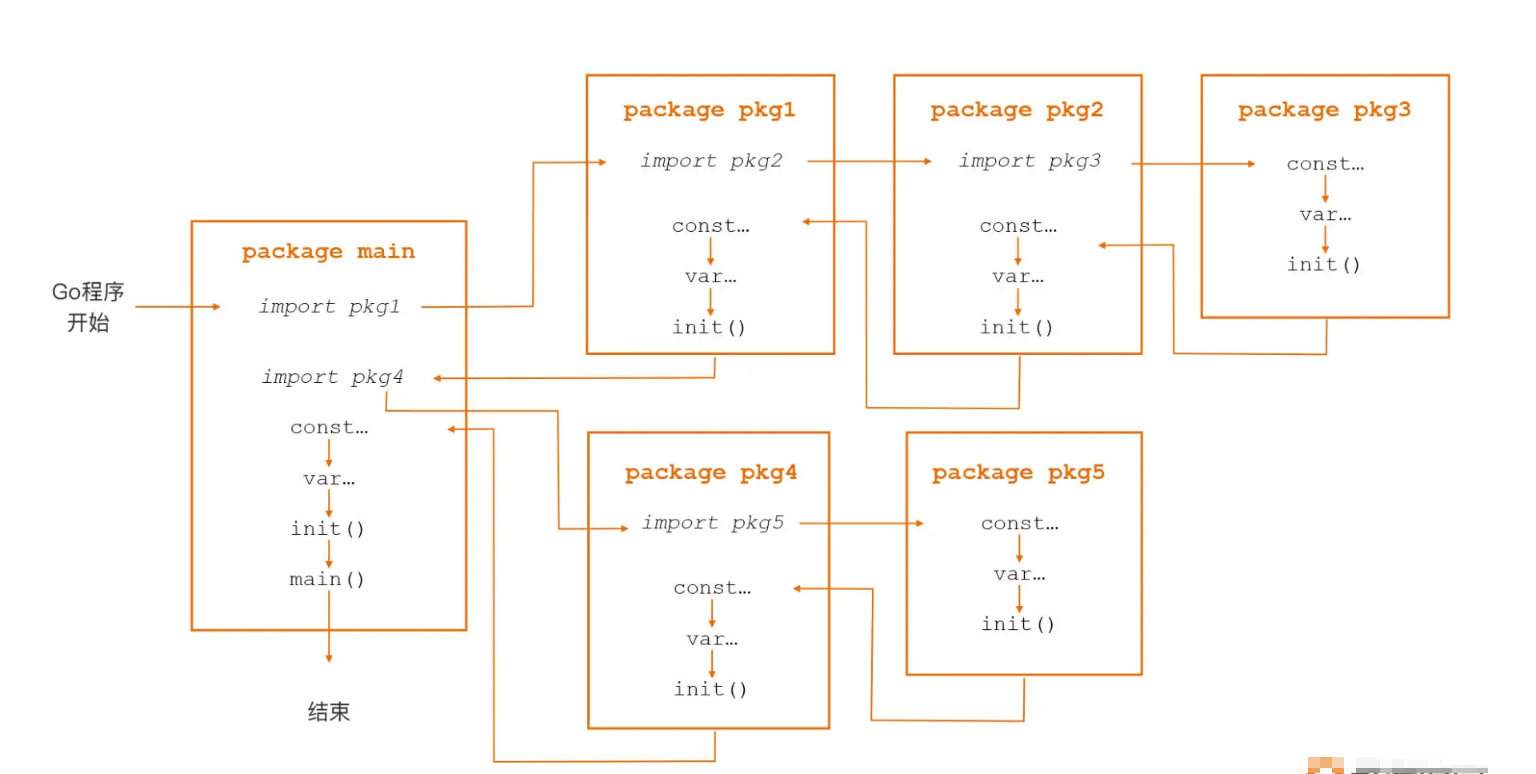 Go程序
开始
package main
import pkg1
import pkg4
const…
var…
init()
main()
结束
package pkg1
import pkg2
const…
var…
init()
package pkg2
import pkg3
const…
var…
init()
package pkg3
const…
var…
init()
package pkg4
import pkg5
const…
var…
init()
package pkg5
const…
var…
init()